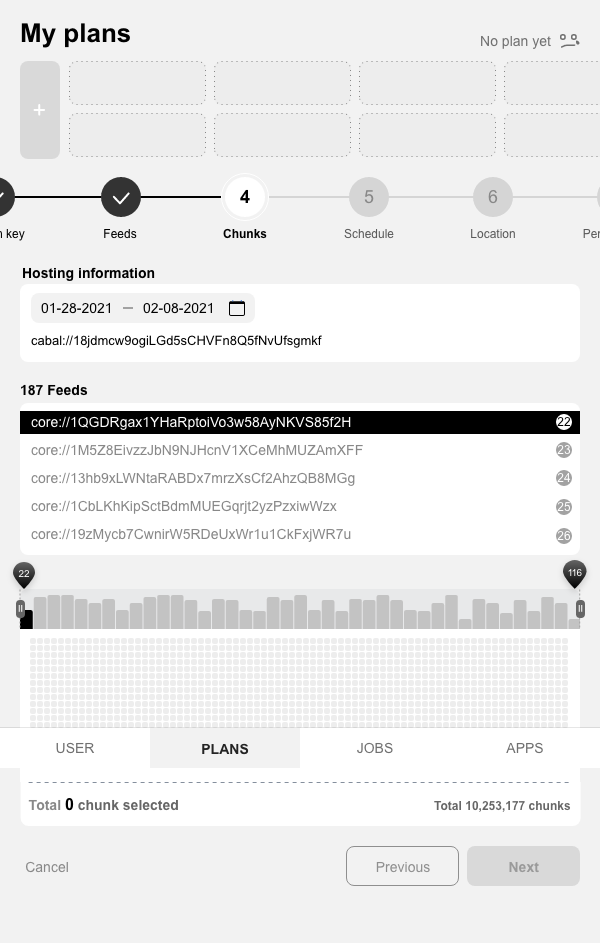 My plans
No plan yet
+
4
5
6
n key
Feeds
Chunks
Schedule
Location
Per
Hosting information
01-28-2021 — 02-08-2021
cabal://18jdmcw9ogiLGd5sCHVFn8Q5fNvUfsgmkf
187 Feeds
core://1QGDRgax1YHaRptoiVo3w58AyNKVS85f2H 22
core://1M5Z8EivzzJbN9NJHcnV1XCeMhMUZAmXFF 23
core://13hb9xLWNtaRABDx7mrzXsCf2AhzQB8MGg 24
core://1CbLKhKipSctBdmMUEGqrjt2yzPzxiwWzx 25
core://19zMycb7CwnirW5RDeUxWr1u1CkFxjWR7u 26
22
116
USER
PLANS
JOBS
APPS
Total 0 chunk selected
Total 10,253,177 chunks
Cancel
Previous
Next